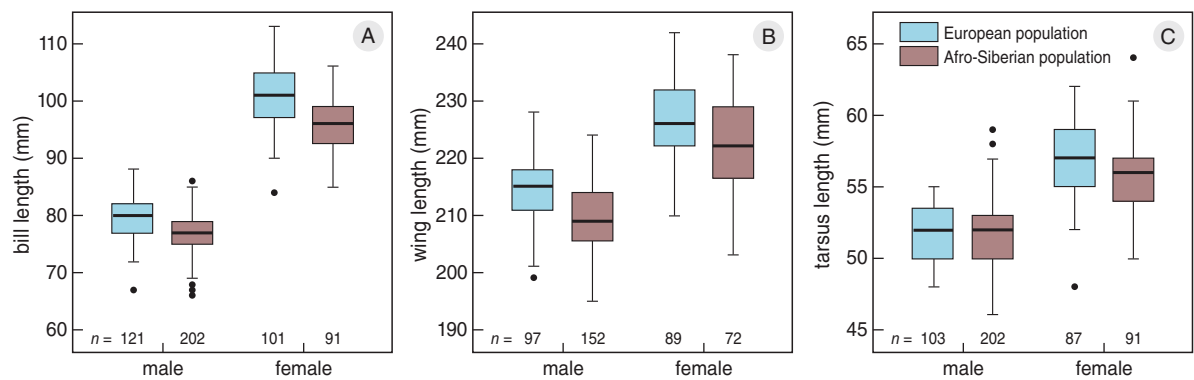 A
bill length (mm)
110
100
90
80
70
60
n = 121 202 101 91
male female
B
wing length (mm)
240
230
220
210
200
190
n = 97 152 89 72
male female
C
European population
Afro-Siberian population
tarsus length (mm)
65
60
55
50
45
n = 103 202 87 91
male female